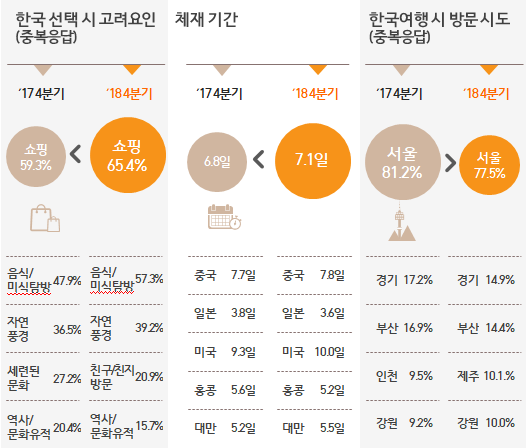 한국 선택 시 고려요인
(중복응답)
'17 4분기 '18 4분기
쇼핑
59.3%
쇼핑
65.4%
음식/
미식탐방 47.9%
음식/
미식탐방 57.3%
자연
풍경 36.5%
자연
풍경 39.2%
세련된
문화 27.2%
친구/친지
방문 20.9%
역사/
문화유적 20.4%
역사/
문화유적 15.7%
체재 기간
'17 4분기 '18 4분기
6.8일 7.1일
중국 7.7일 중국 7.8일
일본 3.8일 일본 3.6일
미국 9.3일 미국 10.0일
홍콩 5.6일 홍콩 5.2일
대만 5.2일 대만 5.5일
한국여행 시 방문 시도
(중복응답)
'17 4분기 '18 4분기
서울
81.2%
서울
77.5%
경기 17.2% 경기 14.9%
부산 16.9% 부산 14.4%
인천 9.5% 제주 10.1%
강원 9.2% 강원 10.0%